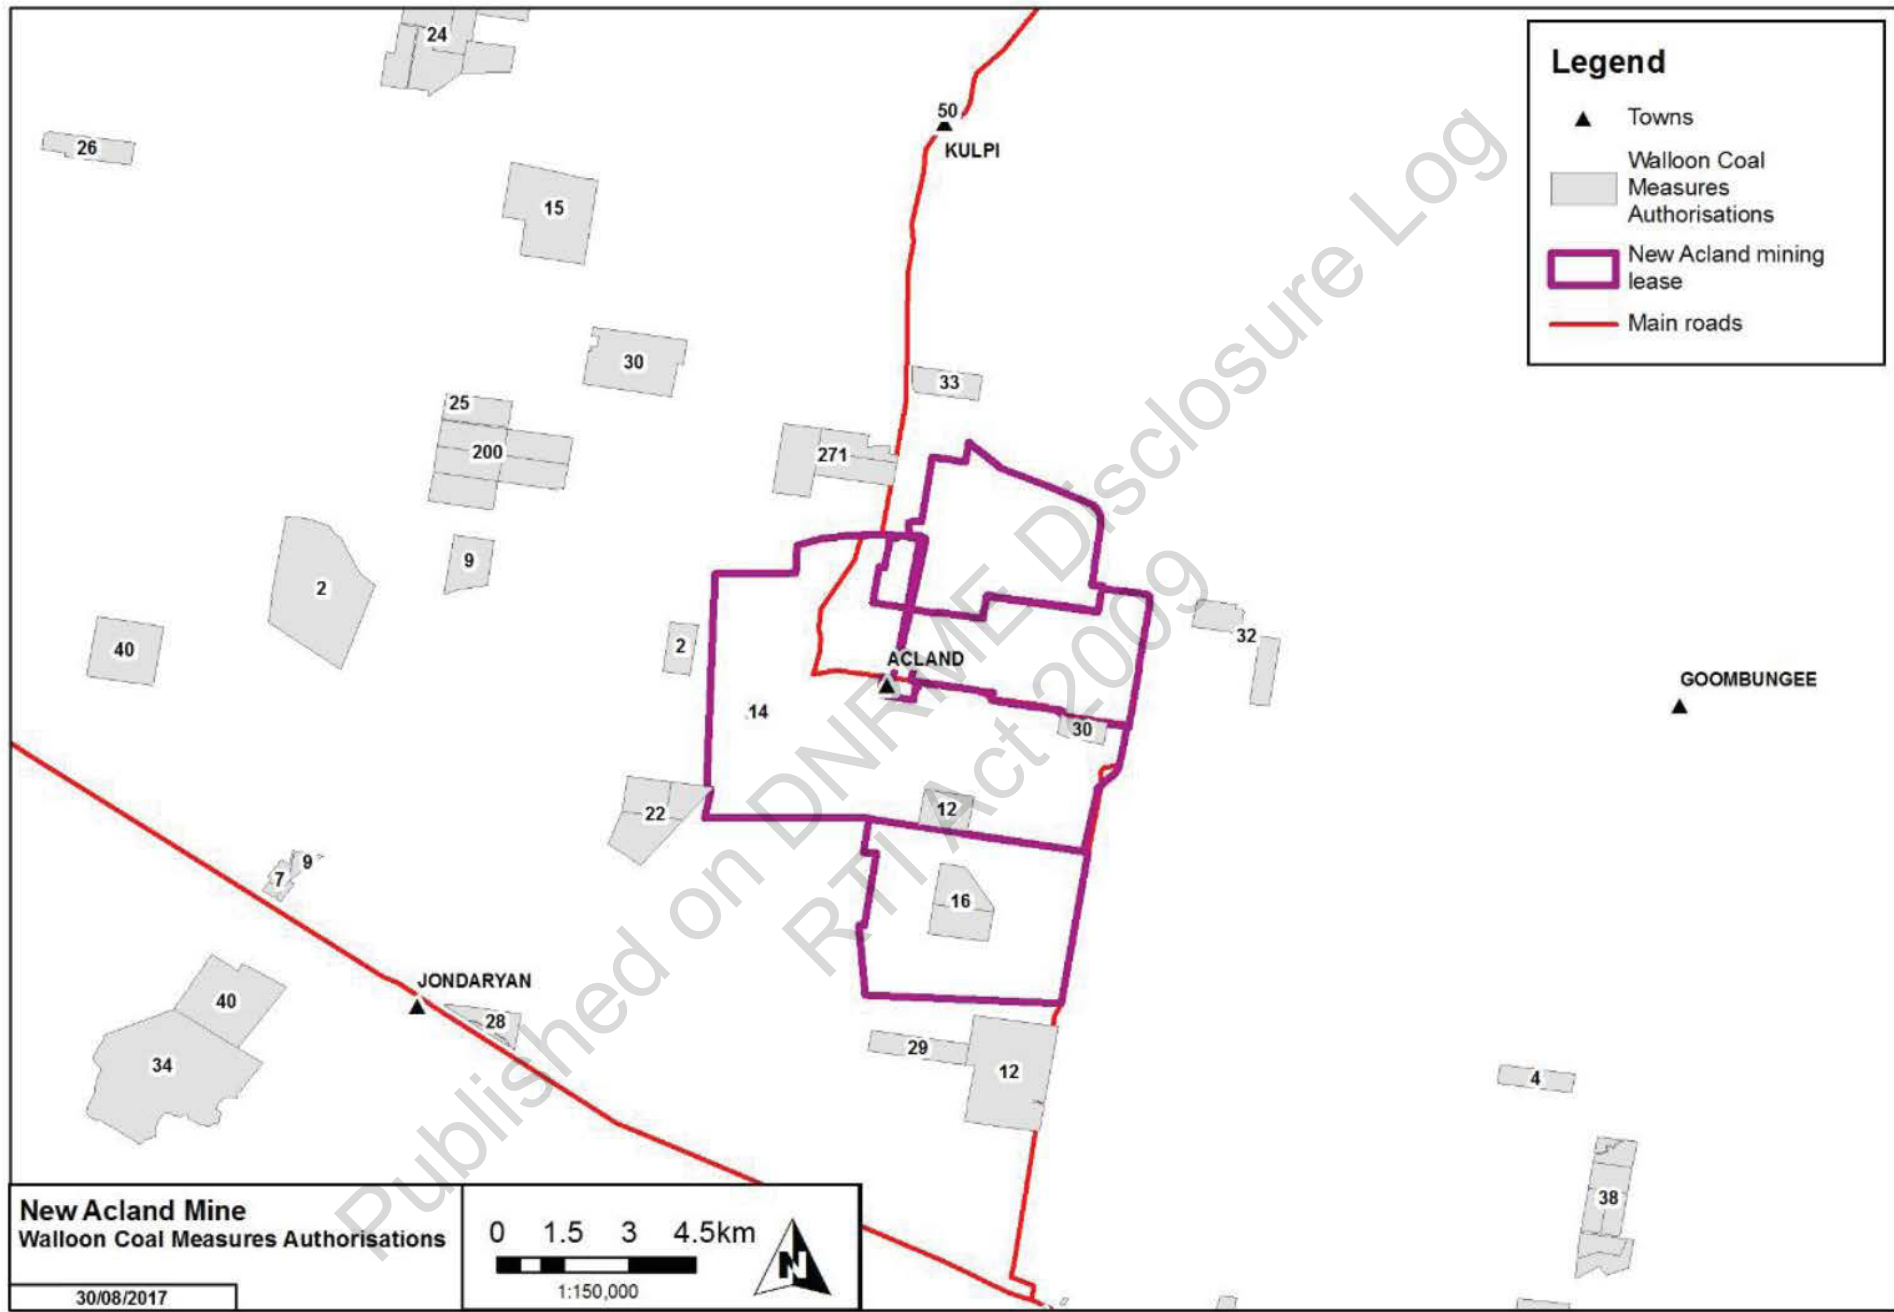 24
26
15
50
KULPI
30
33
25
200
271
2
9
40
2
ACLAND
14
30
32
GOOMBUNGEE
22
12
16
9
7
JONDARYAN
40
28
34
29
12
4
38
Legend
Towns
Walloon Coal
Measures
Authorisations
New Acland mining
lease
Main roads
Published on DNRME Disclosure Log
RTI Act 2009
New Acland Mine
Walloon Coal Measures Authorisations
30/08/2017
0 1.5 3 4.5km
1:150,000
N